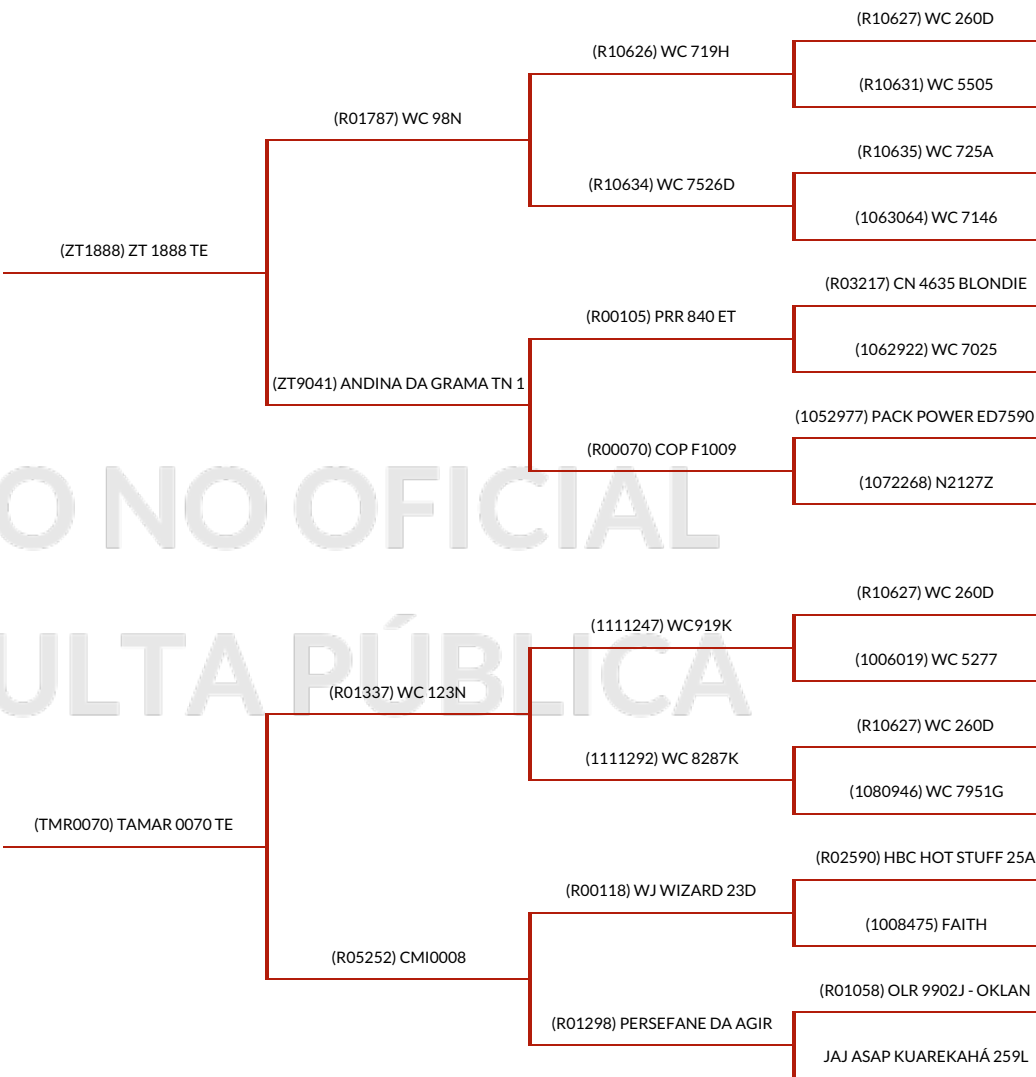 (R10627) WC 260D
(R10626) WC 719H
(R10631) WC 5505
(R01787) WC 98N
(R10635) WC 725A
(R10634) WC 7526D
(1063064) WC 7146
(ZT1888) ZT 1888 TE
(R03217) CN 4635 BLONDIE
(R00105) PRR 840 ET
(1062922) WC 7025
(ZT9041) ANDINA DA GRAMA TN 1
(1052977) PACK POWER ED7590
(R00070) COP F1009
(1072268) N2127Z
O NO OFICIAL
(R10627) WC 260D
(1111247) WC919K
(1006019) WC 5277
ULTA PÚBLICA
(R01337) WC 123N
(R10627) WC 260D
(1111292) WC 8287K
(1080946) WC 7951G
(TMR0070) TAMAR 0070 TE
(R02590) HBC HOT STUFF 25A
(R00118) WJ WIZARD 23D
(1008475) FAITH
(R05252) CMI0008
(R01058) OLR 9902J - OKLAN
(R01298) PERSEFANE DA AGIR
JAJ ASAP KUAREKAHÁ 259L